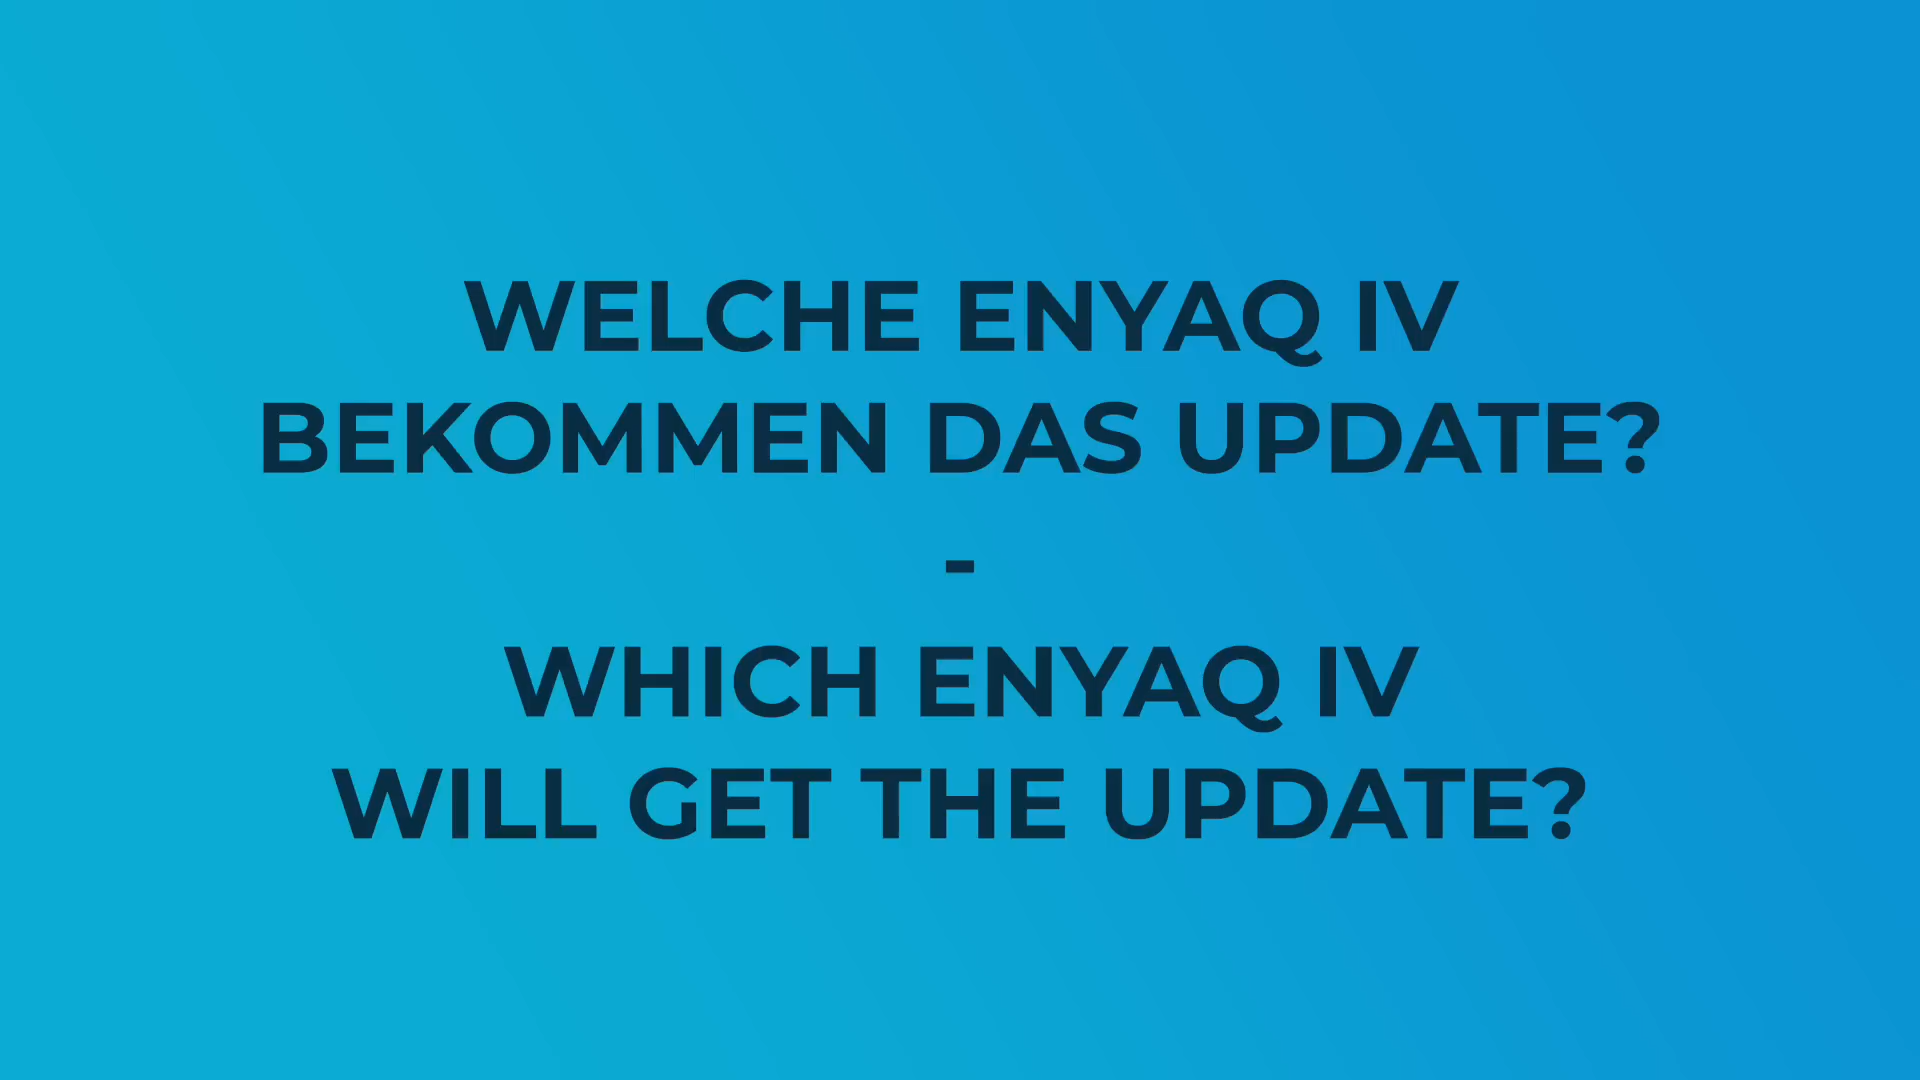 WELCHE ENYAQ IV
BEKOMMEN DAS UPDATE?
-
WHICH ENYAQ IV
WILL GET THE UPDATE?